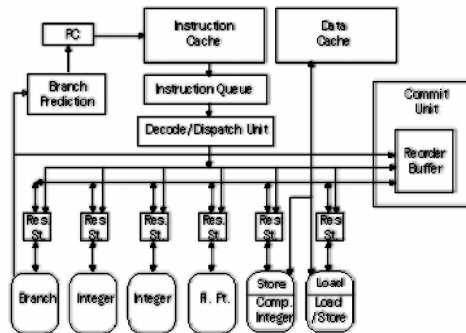 PC
Instruction
Cache
Data
Cache
Branch
Prediction
Instruction Queue
Commit
Unit
Decode/Dispatch Unit
Reorder
Buffer
Res.
St.
Res.
St.
Res.
St.
Res.
St.
Res.
St.
Res.
St.
Branch
Integer
Integer
Fl. Pt.
Store
Comp.
Integer
Load
Load
/Store